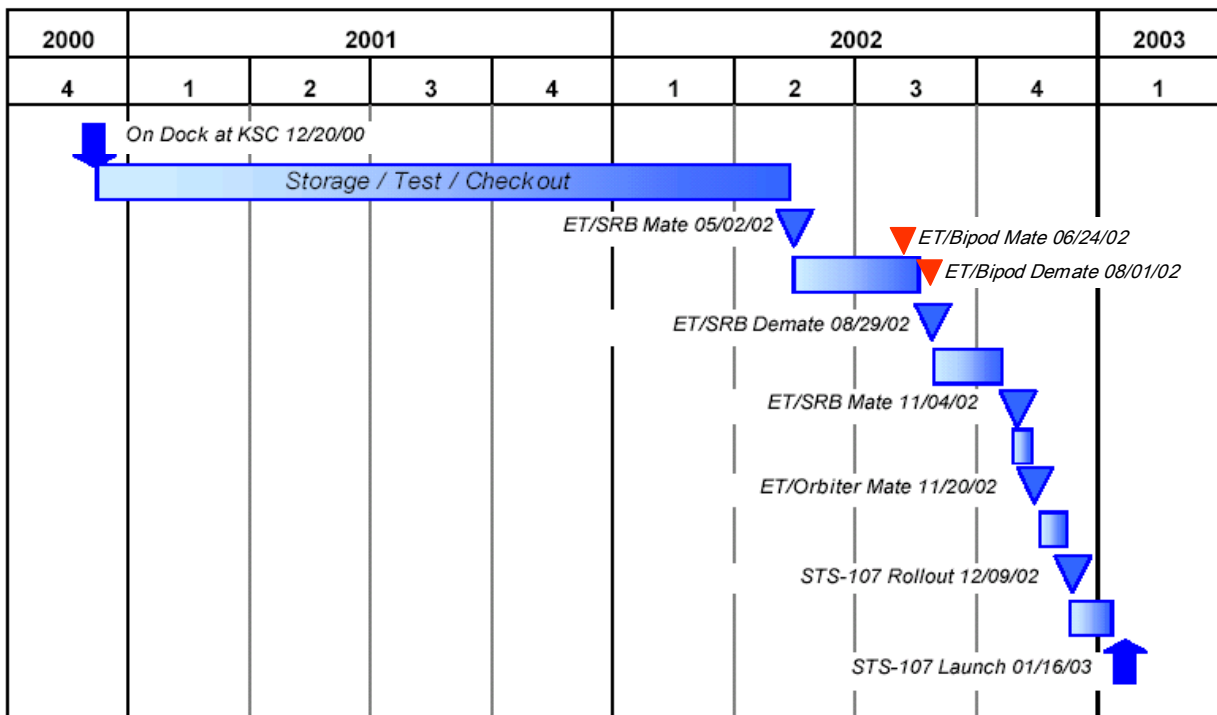 2000 2001 2002 2003
4 1 2 3 4 1 2 3 4 1
On Dock at KSC 12/20/00
Storage / Test / Checkout
ET/SRB Mate 05/02/02
ET/Bipod Mate 06/24/02
ET/Bipod Demate 08/01/02
ET/SRB Demate 08/29/02
ET/SRB Mate 11/04/02
ET/Orbiter Mate 11/20/02
STS-107 Rollout 12/09/02
STS-107 Launch 01/16/03